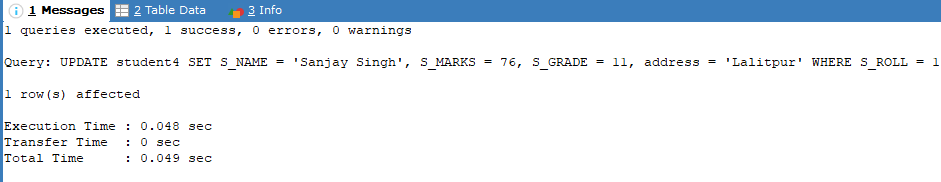 1 Messages 2 Table Data 3 Info
1 queries executed, 1 success, 0 errors, 0 warnings
Query: UPDATE student4 SET S_NAME = 'Sanjay Singh', S_MARKS = 76, S_GRADE = 11, address = 'Lalitpur' WHERE S_ROLL = 1
1 row(s) affected
Execution Time : 0.048 sec
Transfer Time : 0 sec
Total Time : 0.049 sec